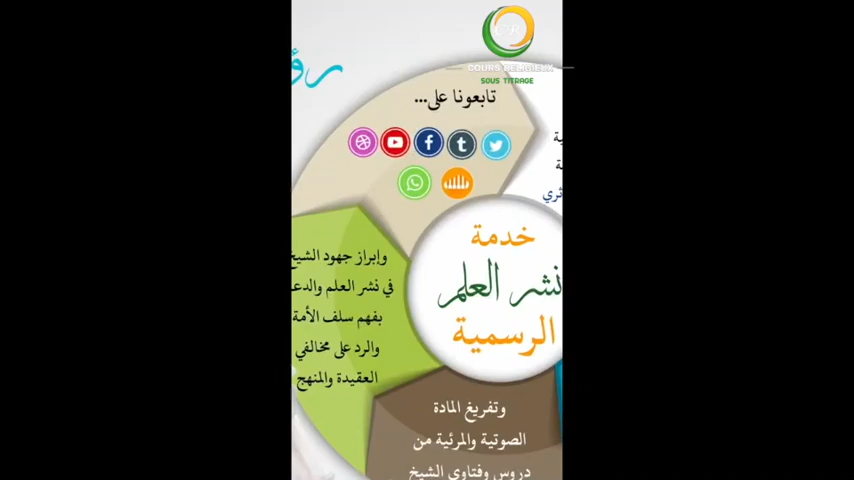 COURS RELIGIEUX
SOUS TITRAGE
تابعونا على...
خدمة
نشر العلم
الرسمية
وإبراز جهود الشيخ
في نشر العلم
بفهم سلف الأمة
والرد على مخالفي
العقيدة والمنهج
وتفريغ المادة
الصوتية والمرئية من
دروس وفتاوى الشيخ